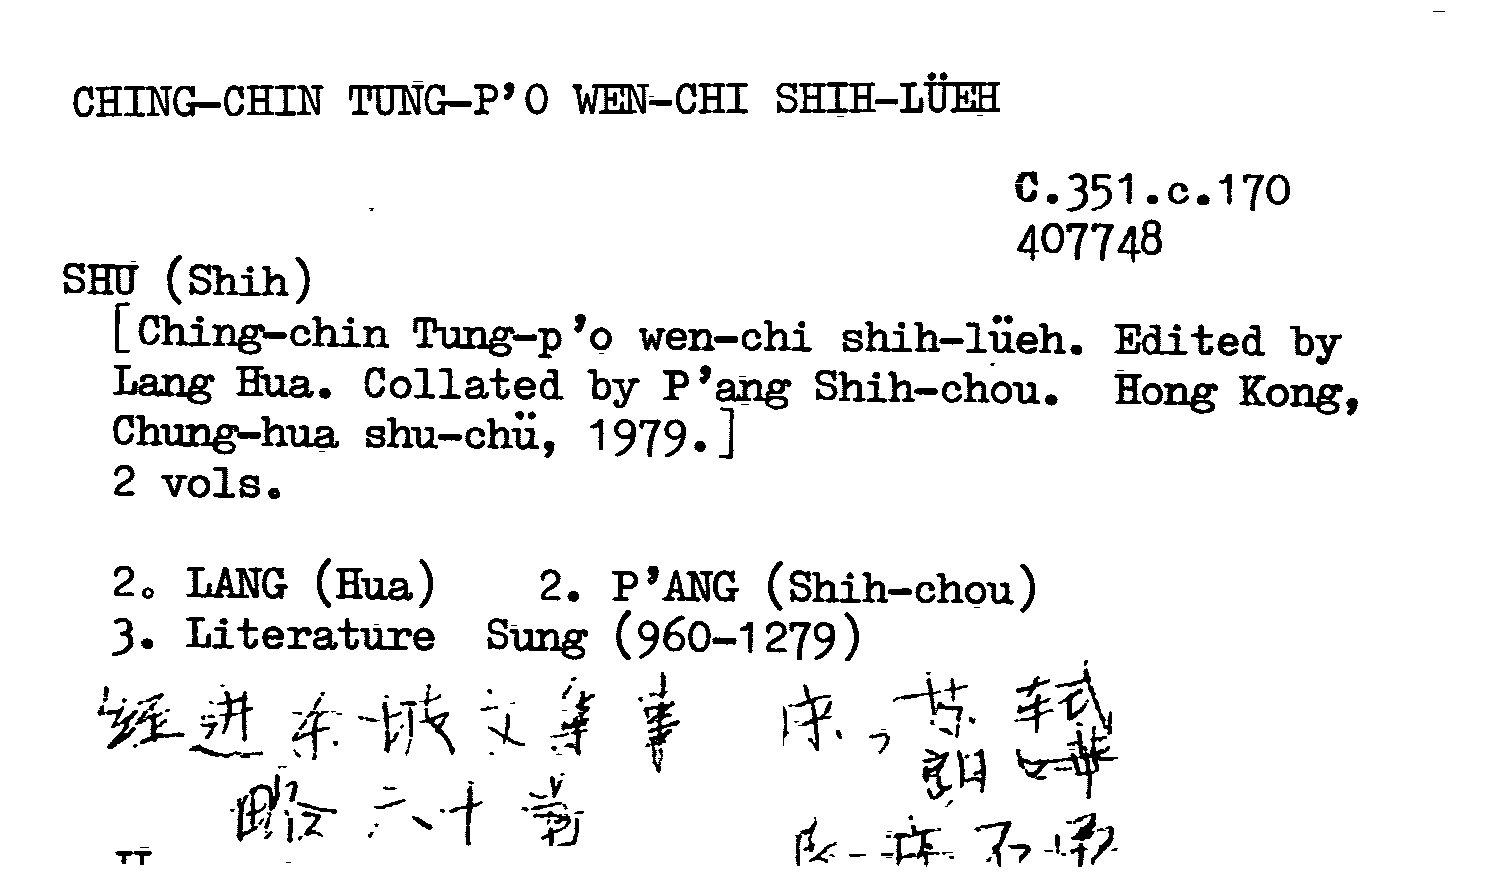 CHING-CHIN TUNG-P'O WEN-CHI SHIH-LÜEH
C.351.c.170
407748
SHU (Shih)
[Ching-chin Tung-p'o wen-chi shih-lüeh. Edited by
Lang Hua. Collated by P'ang Shih-chou. Hong Kong,
Chung-hua shu-chü, 1979.]
2 vols.
2. LANG (Hua) 2. P'ANG (Shih-chou)
3. Literature Sung (960-1279)
经进东坡文集事 宋、苏轼
郎晔
略六十卷